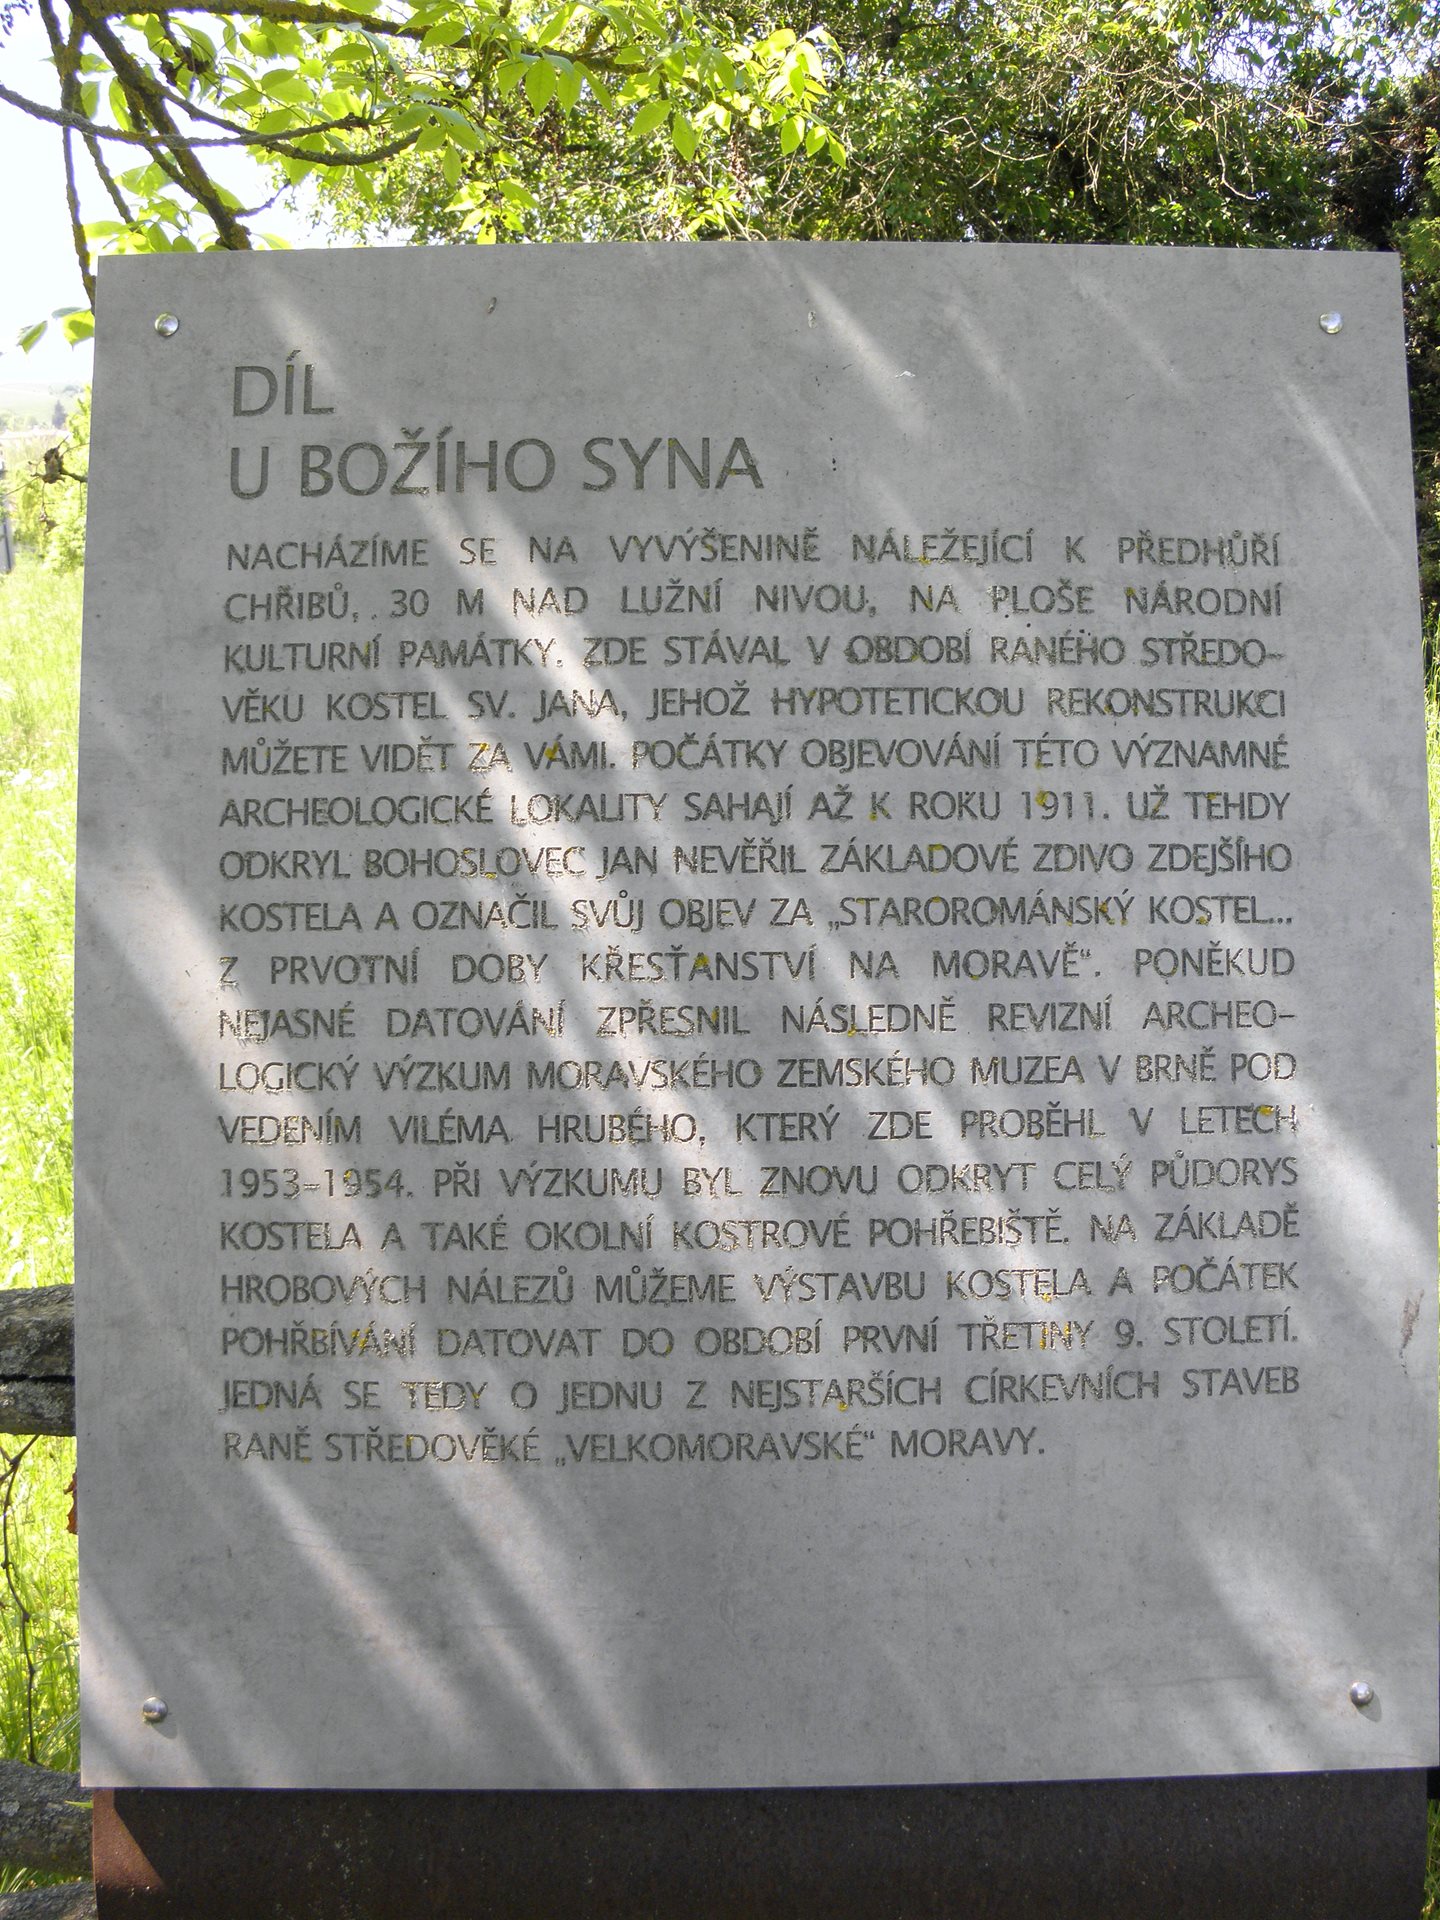 DÍL
U BOŽÍHO SYNA
NACHÁZÍME SE NA VYVÝŠENINĚ NÁLEŽEJÍCÍ K PŘEDHŮŘÍ
CHŘIBŮ, 30 M NAD LUŽNÍ NIVOU, NA PLOŠE NÁRODNÍ
KULTURNÍ PAMÁTKY. ZDE STÁVAL V OBDOBÍ RANÉHO STŘEDO-
VĚKU KOSTEL SV. JANA, JEHOŽ HYPOTETICKOU REKONSTRUKCI
MŮŽETE VIDĚT ZA VÁMI. POČÁTKY OBJEVOVÁNÍ TÉTO VÝZNAMNÉ
ARCHEOLOGICKÉ LOKALITY SAHAJÍ AŽ K ROKU 1911. UŽ TEHDY
ODKRYL BOHOSLOVEC JAN NEVĚŘIL ZÁKLADOVÉ ZDIVO ZDEJŠÍHO
KOSTELA A OZNAČIL SVŮJ OBJEV ZA „STAROROMÁNSKÝ KOSTEL...
Z PRVOTNÍ DOBY KŘESŤANSTVÍ NA MORAVĚ“. PONĚKUD
NEJASNÉ DATOVÁNÍ ZPŘESNIL NÁSLEDNĚ REVIZNÍ ARCHEO-
LOGICKÝ VÝZKUM MORAVSKÉHO ZEMSKÉHO MUZEA V BRNĚ POD
VEDENÍM VILÉMA HRUBÉHO, KTERÝ ZDE PROBĚHL V LETECH
1953-1954. PŘI VÝZKUMU BYL ZNOVU ODKRYT CELÝ PŮDORYS
KOSTELA A TAKÉ OKOLNÍ KOSTROVÉ POHŘEBIŠTĚ. NA ZÁKLADĚ
HROBOVÝCH NÁLEZŮ MŮŽEME VÝSTAVBU KOSTELA A POČÁTEK
POHŘBÍVÁNÍ DATOVAT DO OBDOBÍ PRVNÍ TŘETINY 9. STOLETÍ.
JEDNÁ SE TEDY O JEDNU Z NEJSTARŠÍCH CÍRKEVNÍCH STAVEB
RANĚ STŘEDOVĚKÉ „VELKOMORAVSKÉ“ MORAVY.